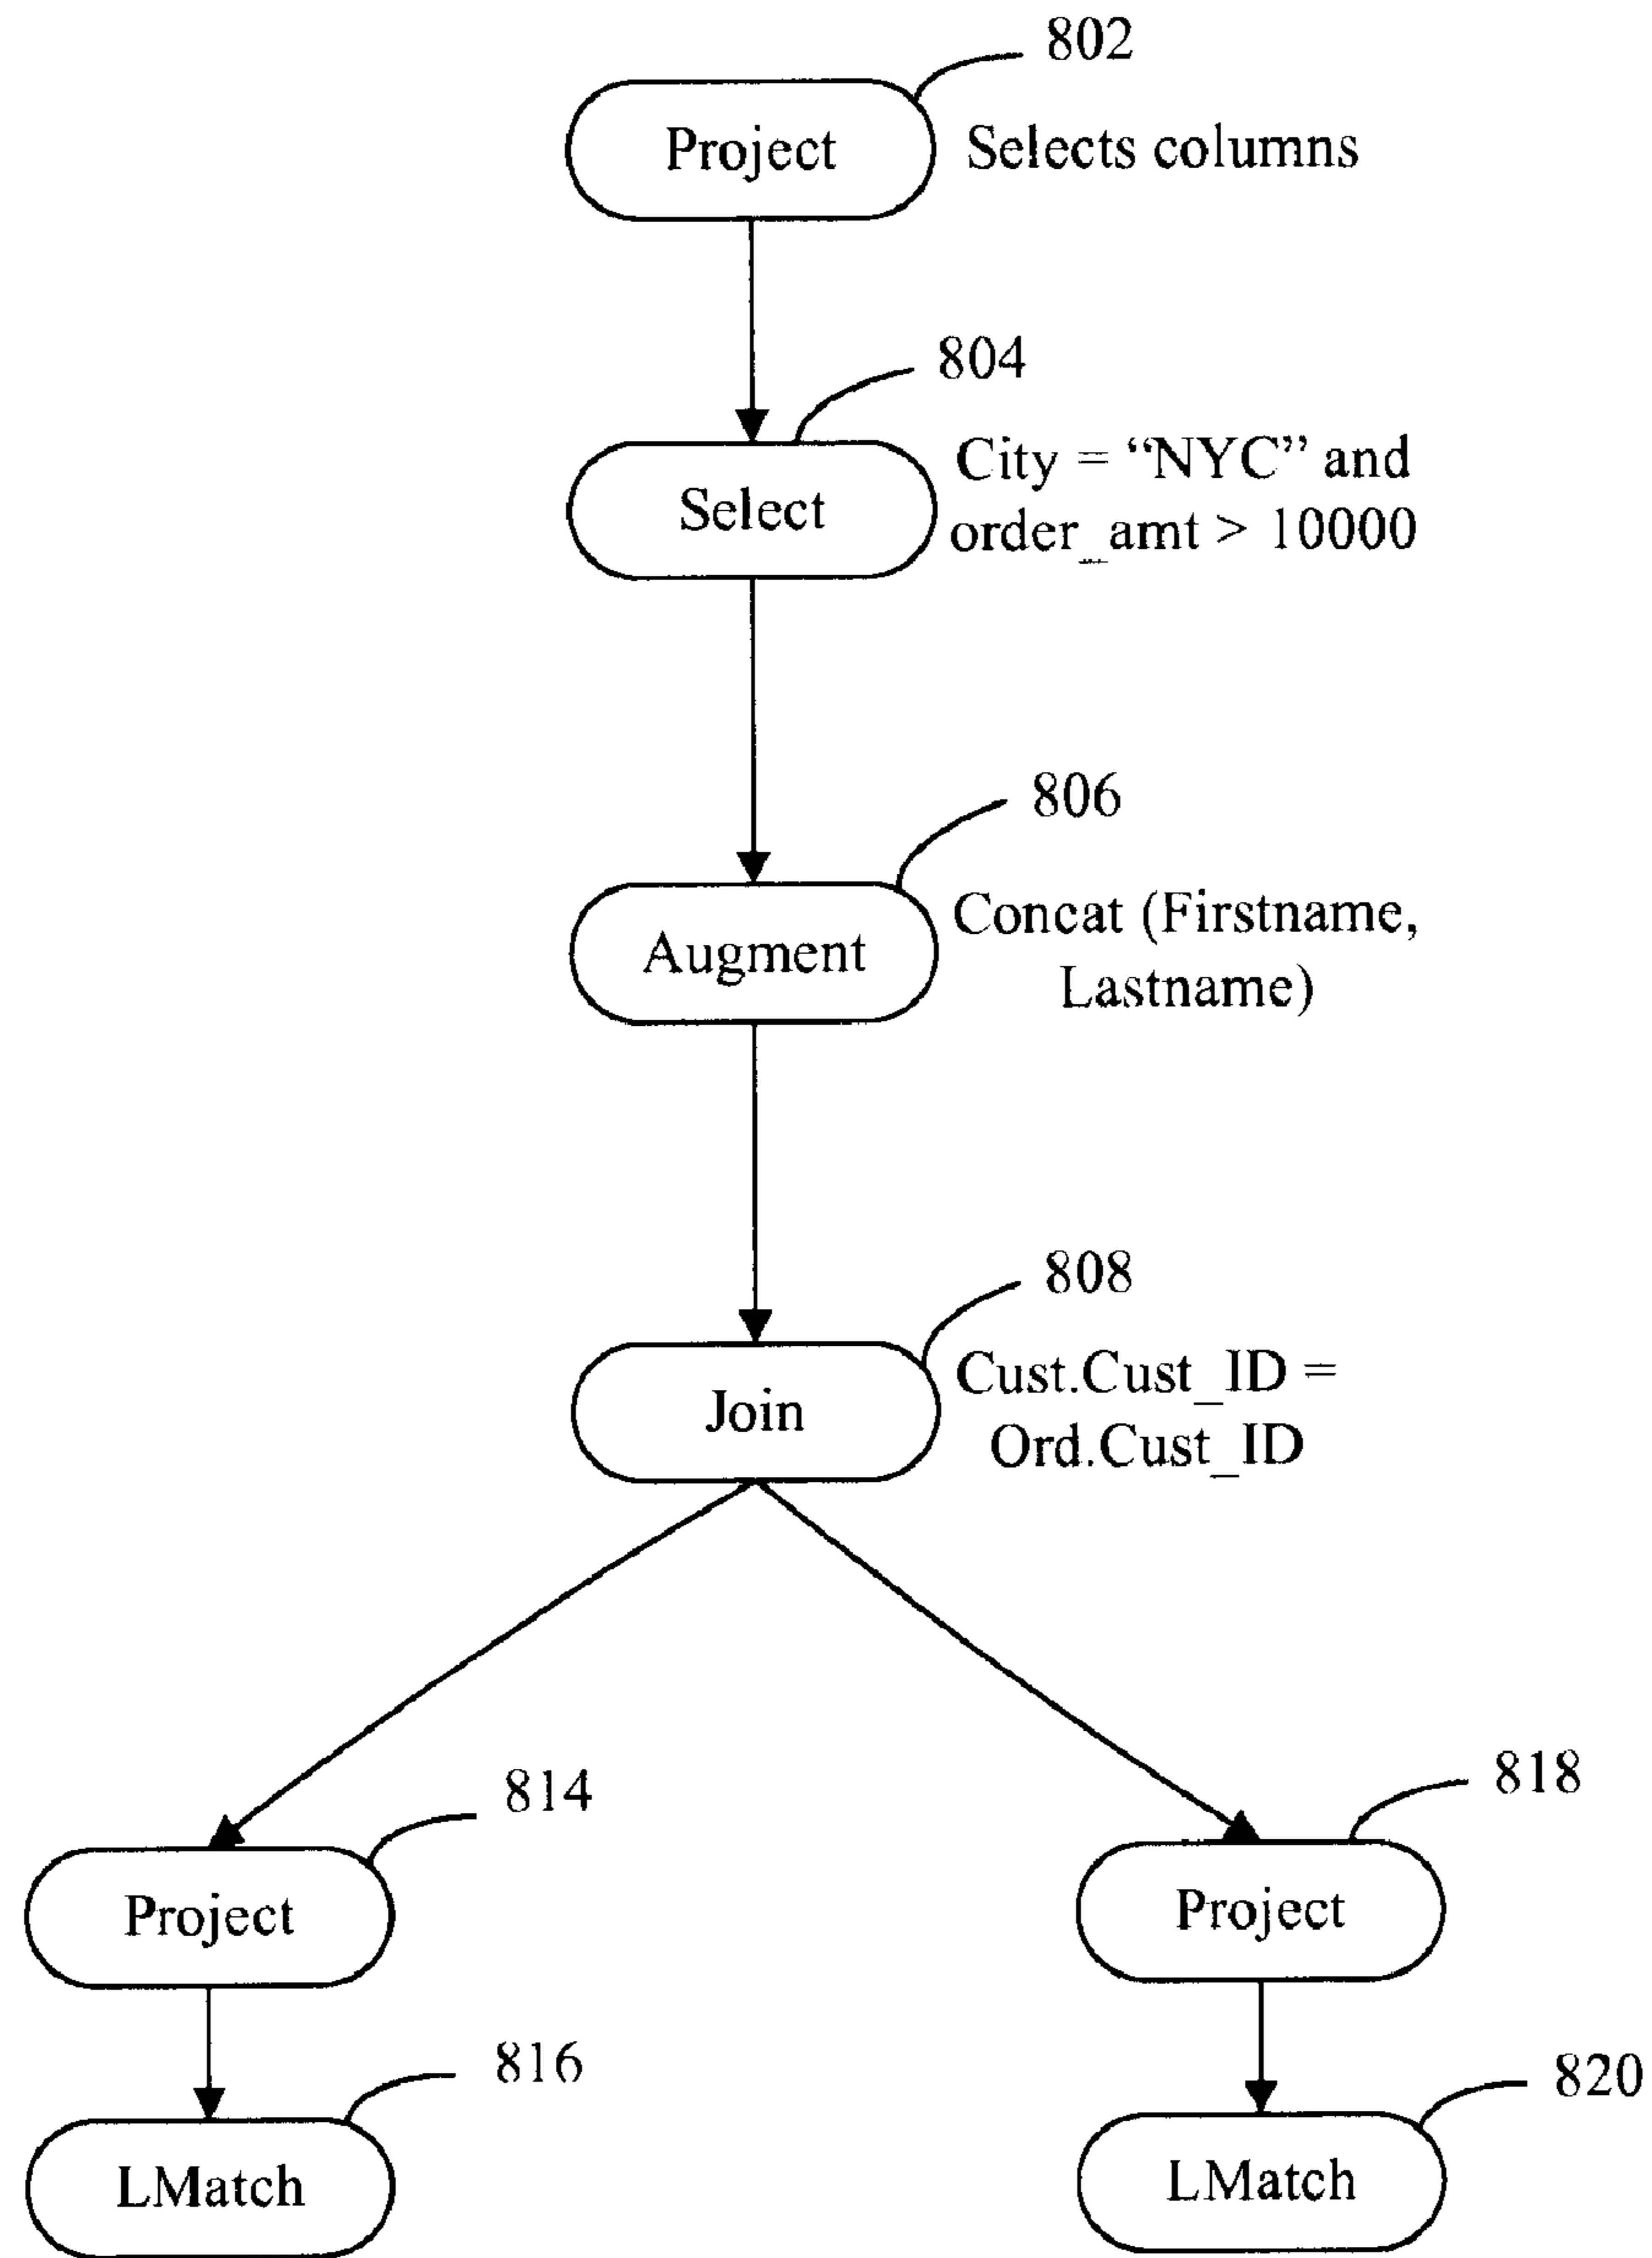 802
Project
Selects columns
804
Select
City = “NYC” and
order_amt > 10000
806
Augment
Concat (Firstname,
Lastname)
808
Join
Cust.Cust_ID =
Ord.Cust_ID
814
Project
818
Project
816
LMatch
820
LMatch